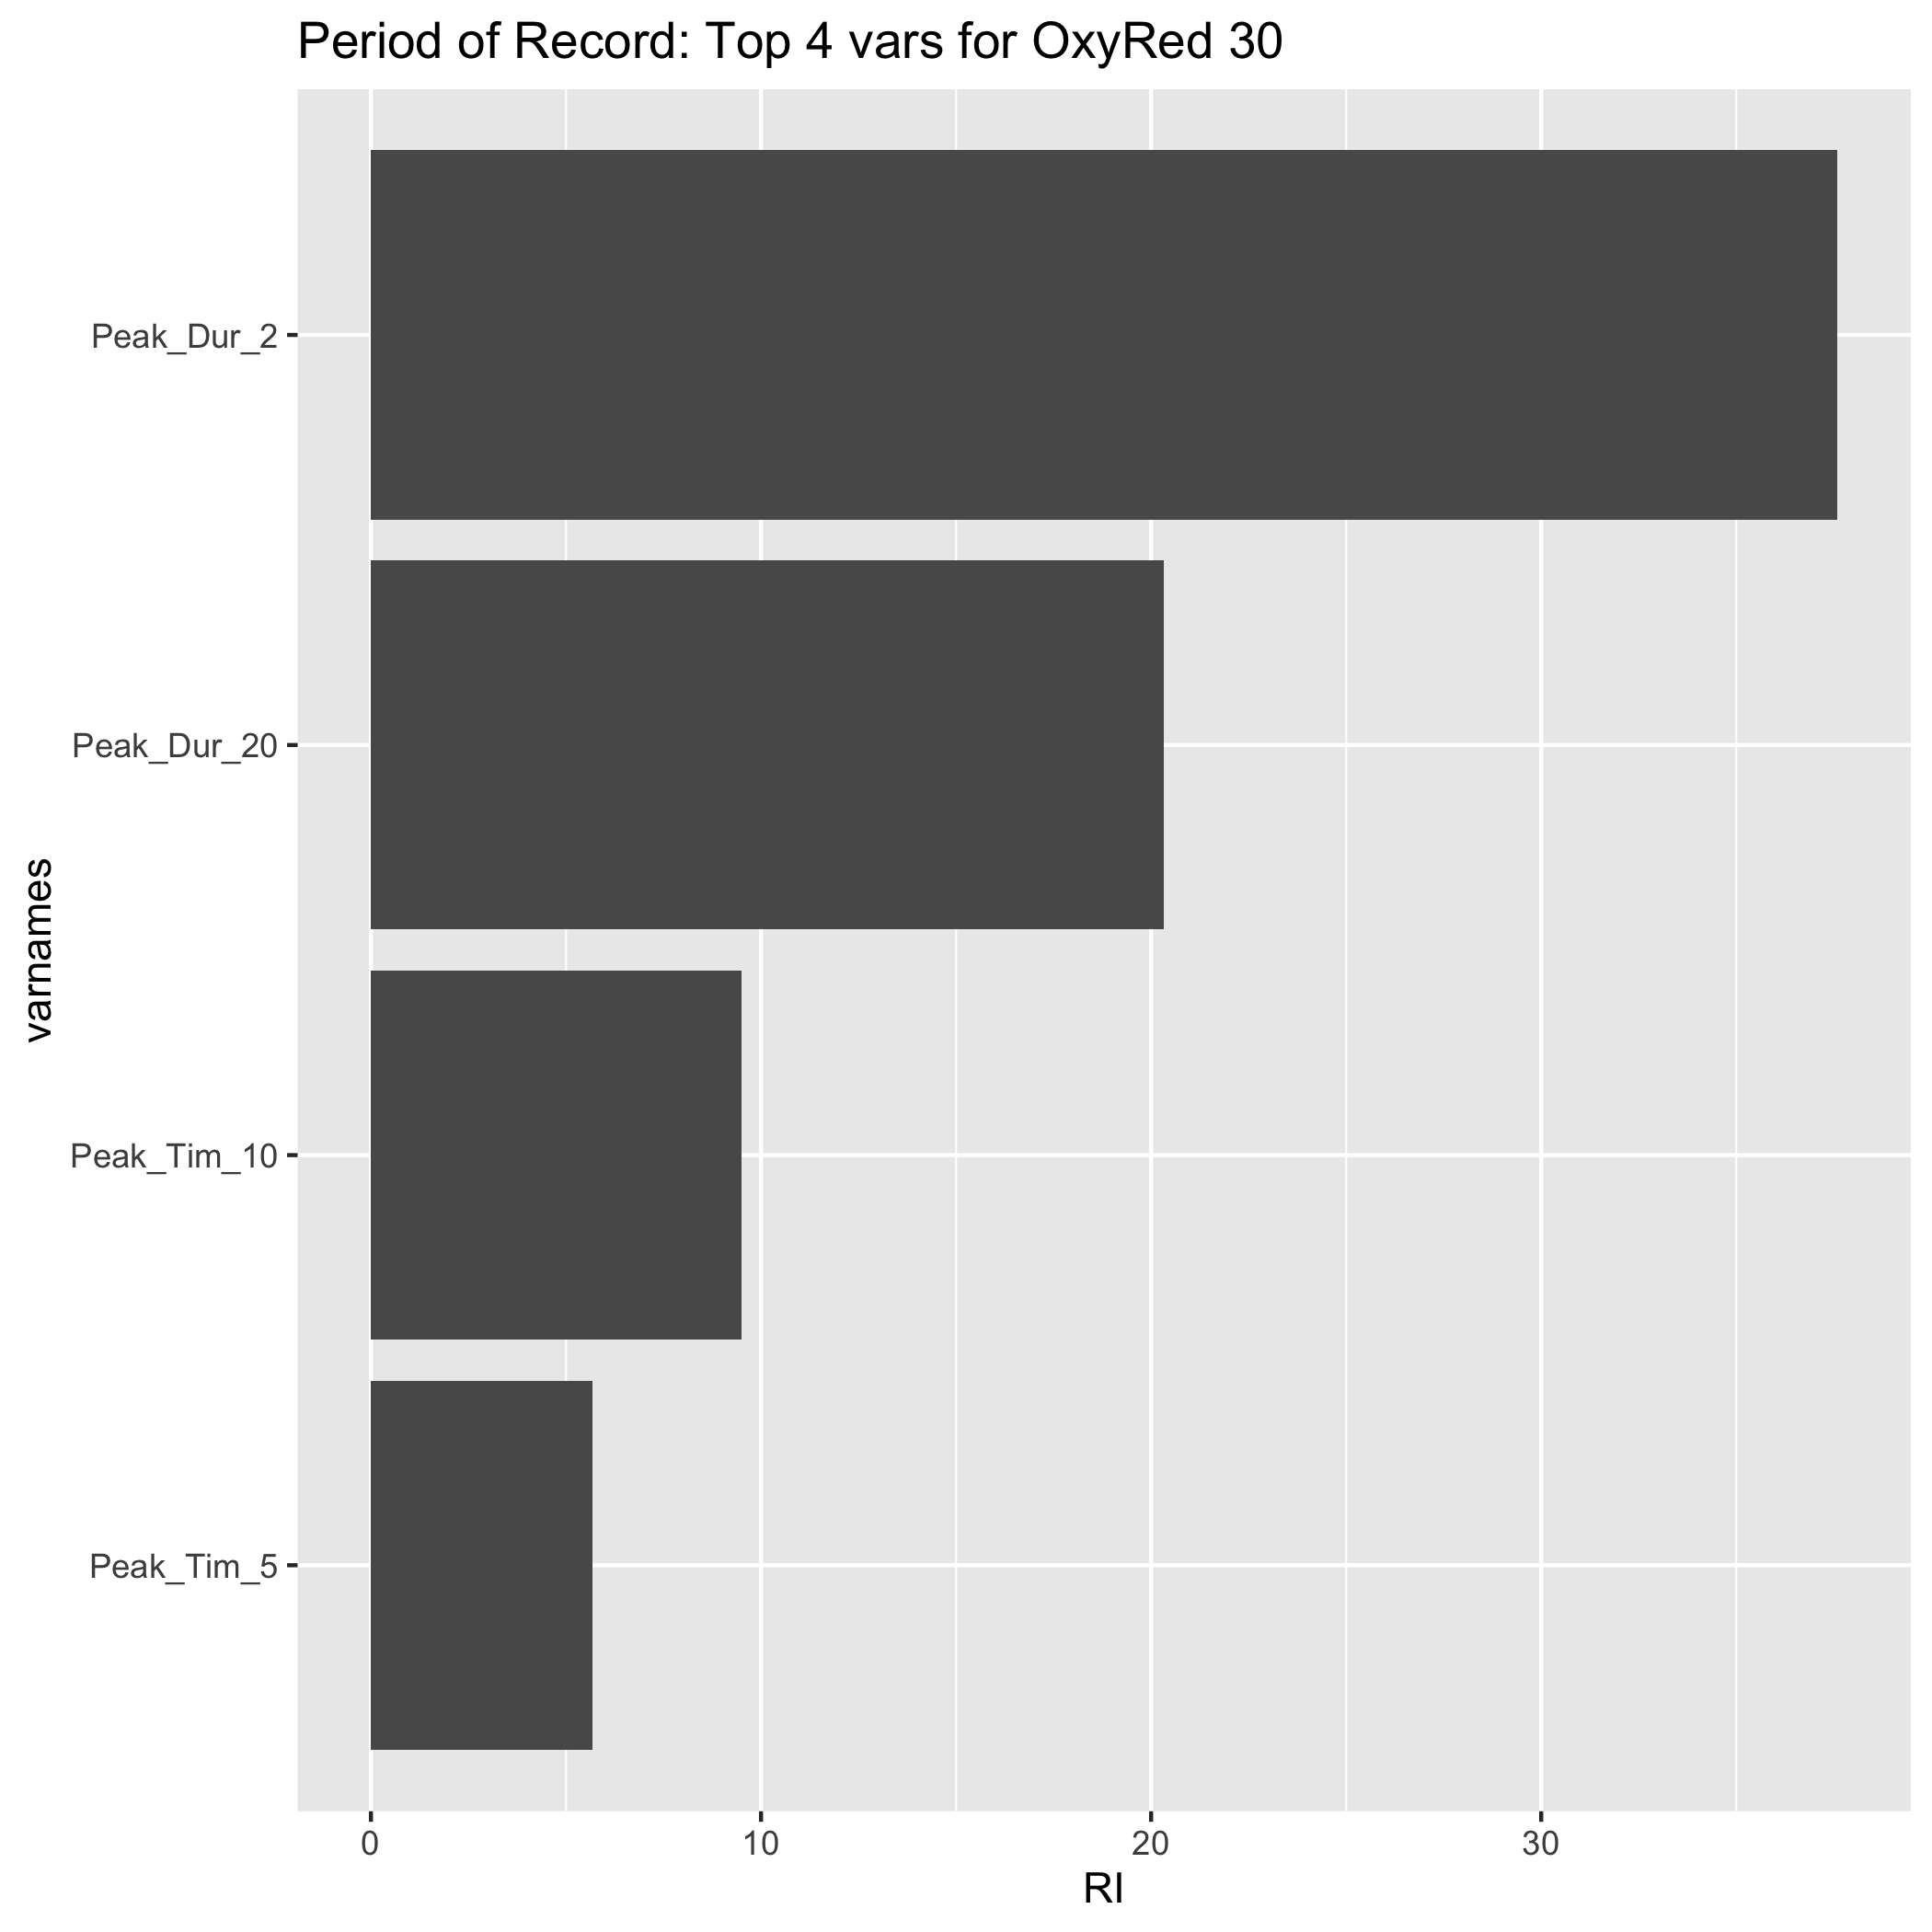 Period of Record: Top 4 vars for OxyRed 30
varnames
Peak_Dur_2
Peak_Dur_20
Peak_Tim_10
Peak_Tim_5
0 10 20 30
RI